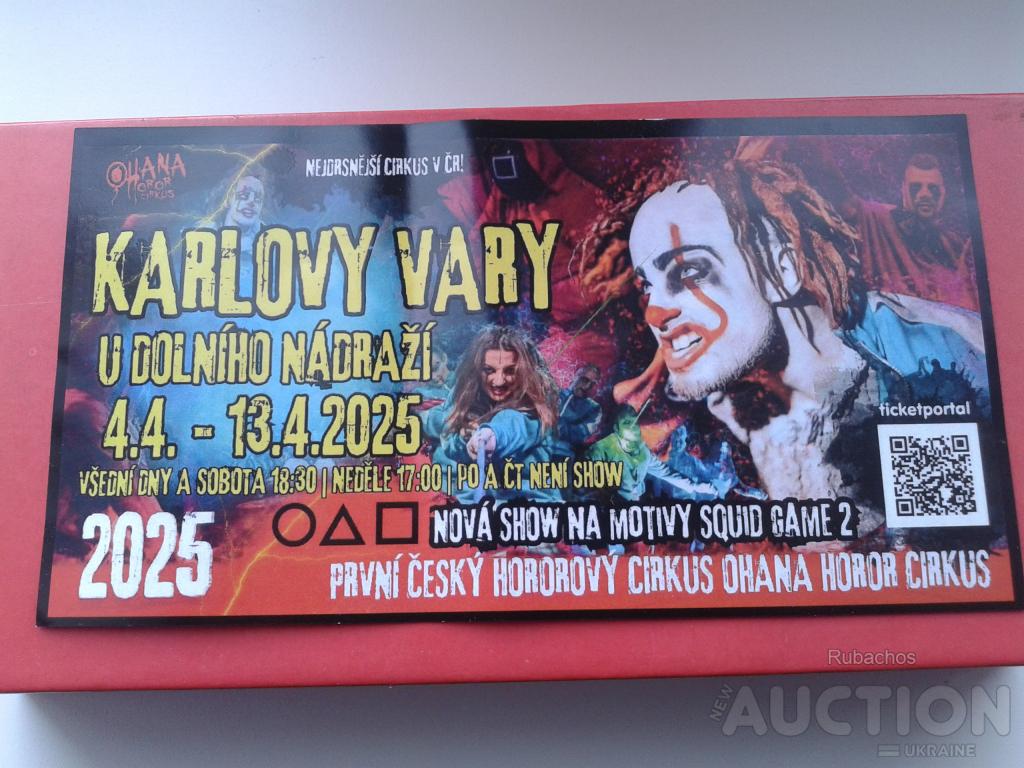 OHANA
HOROR
CIRKUS
NEJDRSNĚJŠÍ CIRKUS V ČR!
KARLOVY VARY
U DOLNÍHO NÁDRAŽÍ
4.4. - 13.4.2025
VŠEDNÍ DNY A SOBOTA 18:30 | NEDĚLE 17:00 | PO A ČT NENÍ SHOW
ticketportal
2025
NOVÁ SHOW NA MOTIVY SQUID GAME 2
PRVNÍ ČESKÝ HOROROVÝ CIRKUS OHANA HOROR CIRKUS
Rubachos
NEW AUCTION
UKRAINE